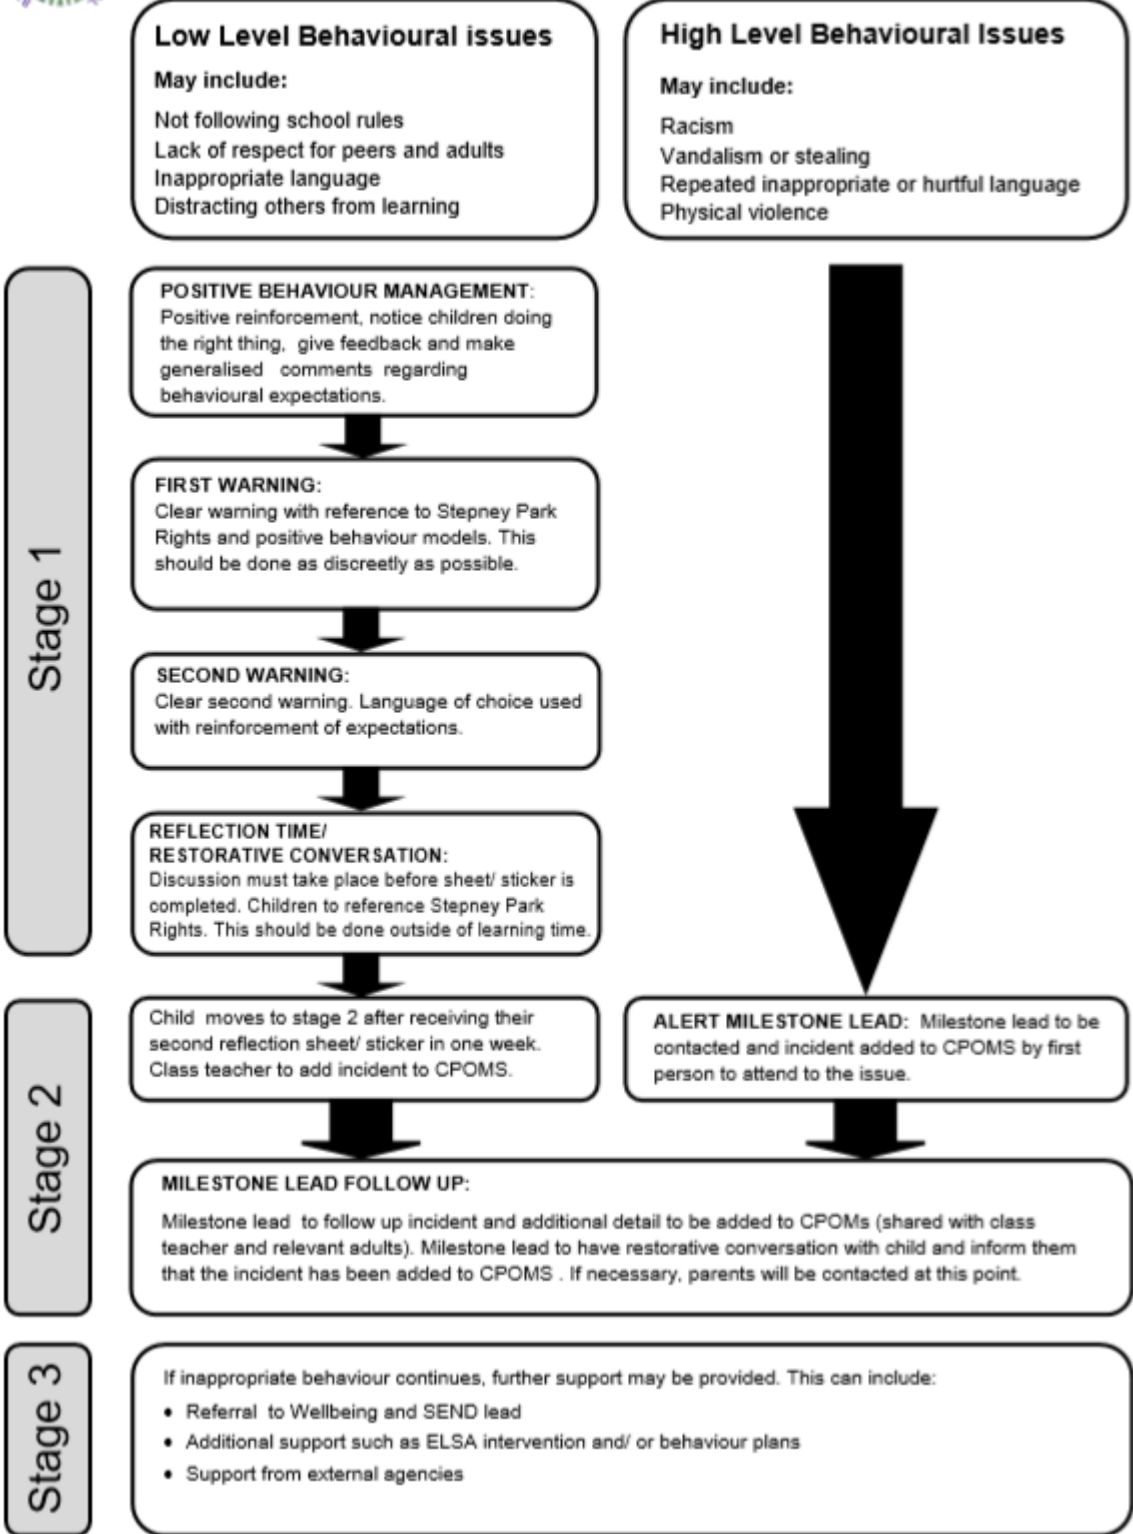 Low Level Behavioural issues
May include:
Not following school rules
Lack of respect for peers and adults
Inappropriate language
Distracting others from learning
High Level Behavioural Issues
May include:
Racism
Vandalism or stealing
Repeated inappropriate or hurtful language
Physical violence
Stage 1
POSITIVE BEHAVIOUR MANAGEMENT:
Positive reinforcement, notice children doing
the right thing, give feedback and make
generalised comments regarding
behavioural expectations.
FIRST WARNING:
Clear warning with reference to Stepney Park
Rights and positive behaviour models. This
should be done as discreetly as possible.
SECOND WARNING:
Clear second warning. Language of choice used
with reinforcement of expectations.
REFLECTION TIME/
RESTORATIVE CONVERSATION:
Discussion must take place before sheet/ sticker is
completed. Children to reference Stepney Park
Rights. This should be done outside of learning time.
Stage 2
Child moves to stage 2 after receiving their
second reflection sheet/ sticker in one week.
Class teacher to add incident to CPOMS.
ALERT MILESTONE LEAD: Milestone lead to be
contacted and incident added to CPOMS by first
person to attend to the issue.
MILESTONE LEAD FOLLOW UP:
Milestone lead to follow up incident and additional detail to be added to CPOMs (shared with class
teacher and relevant adults). Milestone lead to have restorative conversation with child and inform them
that the incident has been added to CPOMS . If necessary, parents will be contacted at this point.
Stage 3
If inappropriate behaviour continues, further support may be provided. This can include:
• Referral to Wellbeing and SEND lead
• Additional support such as ELSA intervention and/ or behaviour plans
• Support from external agencies